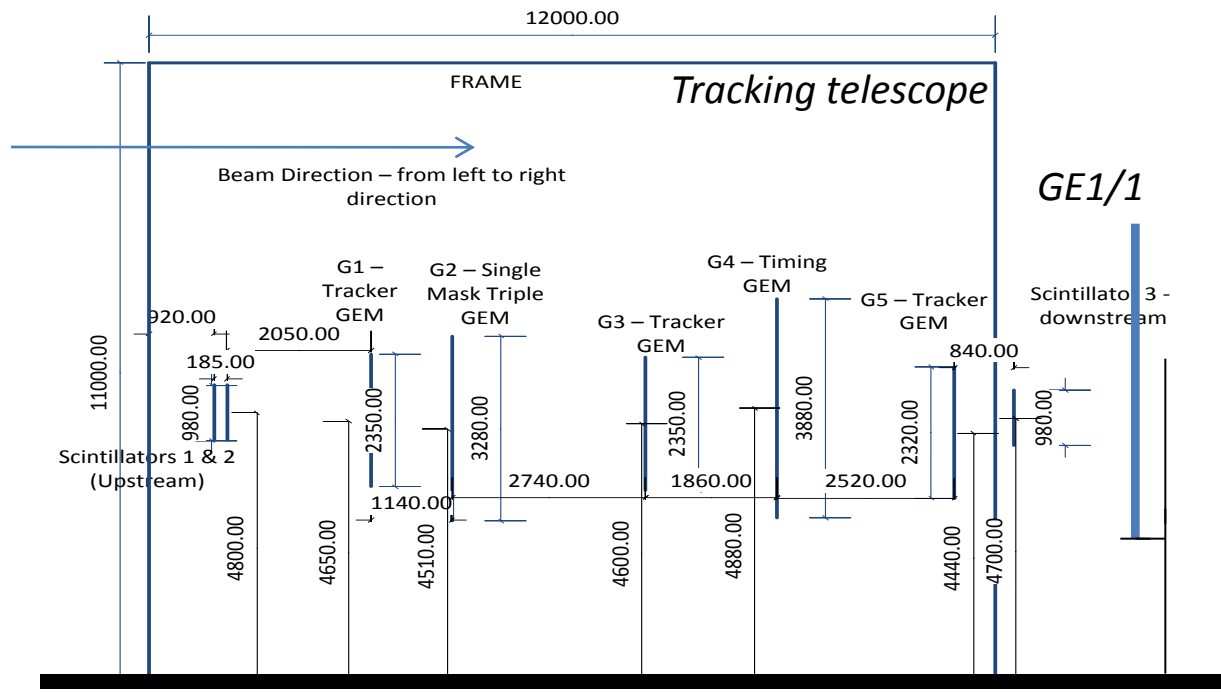 12000.00
FRAME
Tracking telescope
Beam Direction – from left to right
direction
GE1/1
G1 –
Tracker
GEM
G2 – Single
Mask Triple
GEM
G3 – Tracker
GEM
G4 – Timing
GEM
G5 – Tracker
GEM
Scintillator 3 -
downstream
11000.00
920.00
185.00
980.00
Scintillators 1 & 2
(Upstream)
2050.00
2350.00
3280.00
2350.00
3880.00
2320.00
840.00
980.00
1140.00
2740.00
1860.00
2520.00
4800.00
4650.00
4510.00
4600.00
4880.00
4440.00
4700.00